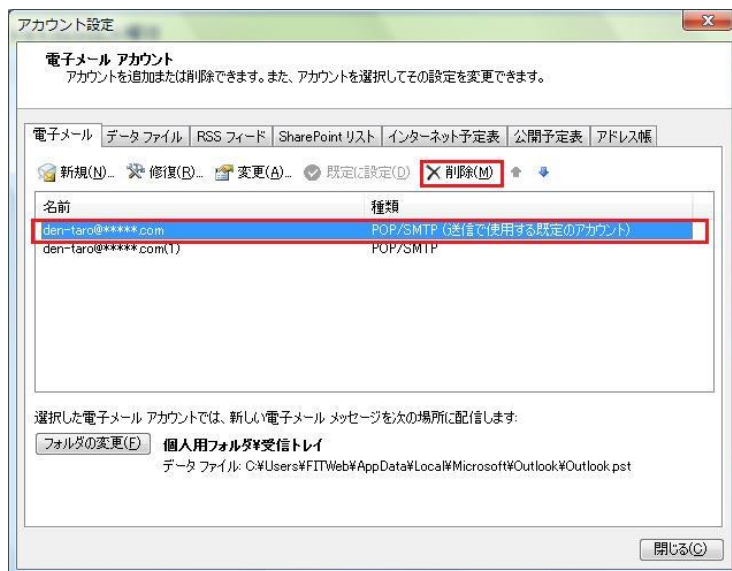 アカウント設定
電子メール アカウント
アカウントを追加または削除できます。また、アカウントを選択してその設定を変更できます。
電子メール データ ファイル RSS フィード SharePoint リスト インターネット予定表 公開予定表 アドレス帳
新規(N)... 修復(R)... 変更(A)... 既定に設定(D) 削除(M)
名前 種類
den-taro@*****.com POP/SMTP (送信で使用する既定のアカウント)
den-taro@*****.com(1) POP/SMTP
選択した電子メール アカウントでは、新しい電子メール メッセージを次の場所に配信します:
フォルダの変更(F) 個人用フォルダ¥受信トレイ
データ ファイル: C:¥Users¥FITWeb¥AppData¥Local¥Microsoft¥Outlook¥Outlook.pst
閉じる(C)